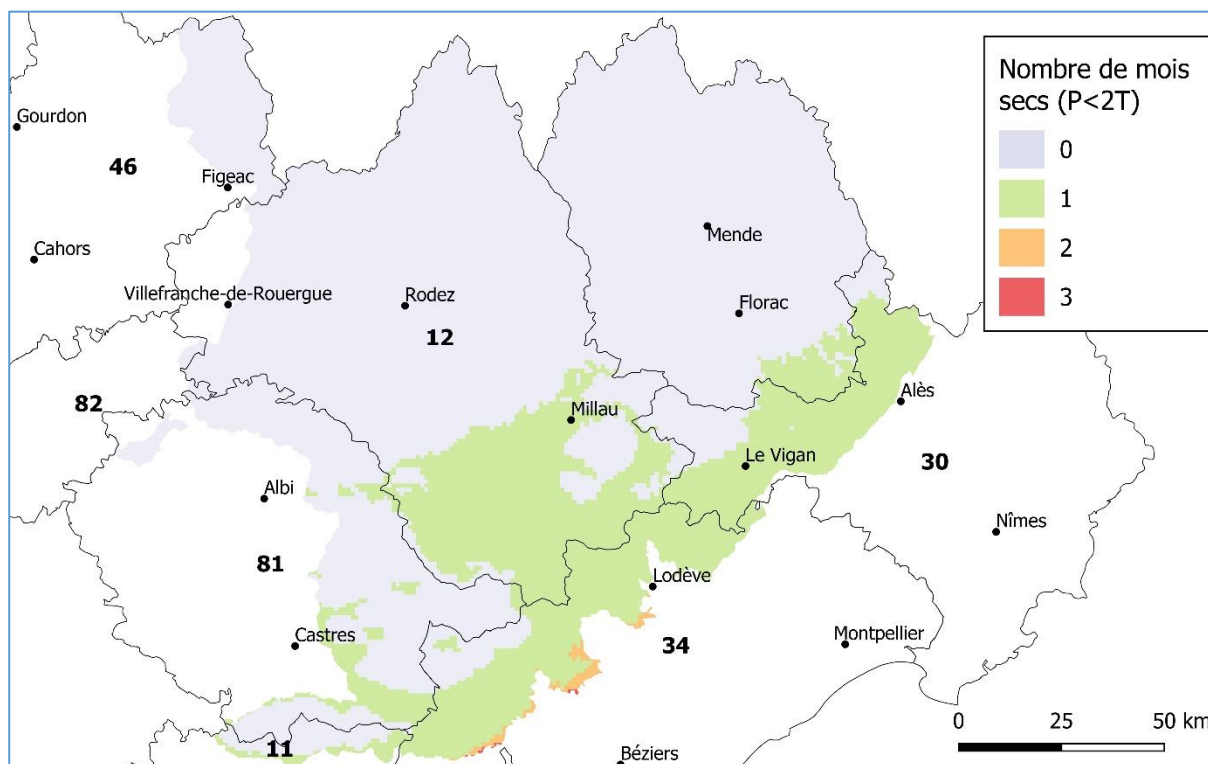 Nombre de mois
secs (P<2T)
0
1
2
3
Gourdon
46
Figeac
Cahors
Mende
Villefranche-de-Rouergue
Rodez
Florac
12
82
Millau
Alès
Le Vigan
30
Albi
Nîmes
81
Lodève
Castres
34
Montpellier
0 25 50 km
11
Béziers